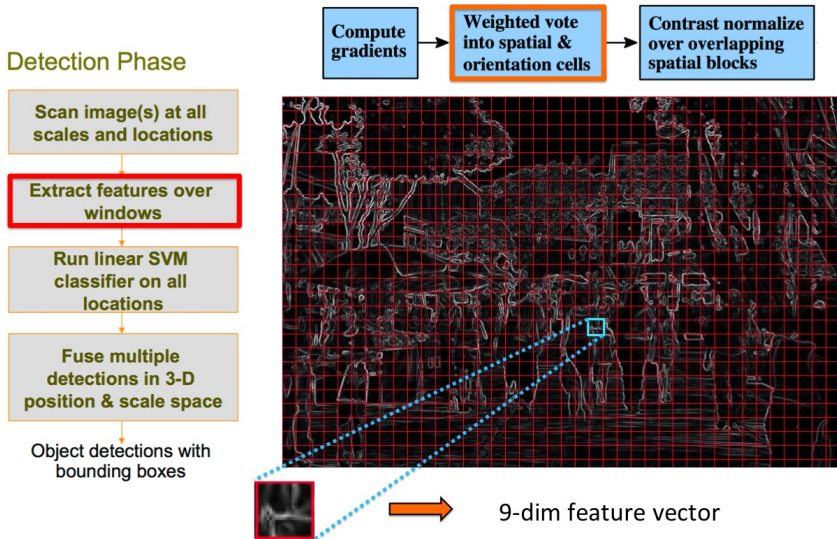 Compute
gradients
Weighted vote
into spatial &
orientation cells
Contrast normalize
over overlapping
spatial blocks
Detection Phase
Scan image(s) at all
scales and locations
Extract features over
windows
Run linear SVM
classifier on all
locations
Fuse multiple
detections in 3-D
position & scale space
Object detections with
bounding boxes
9-dim feature vector